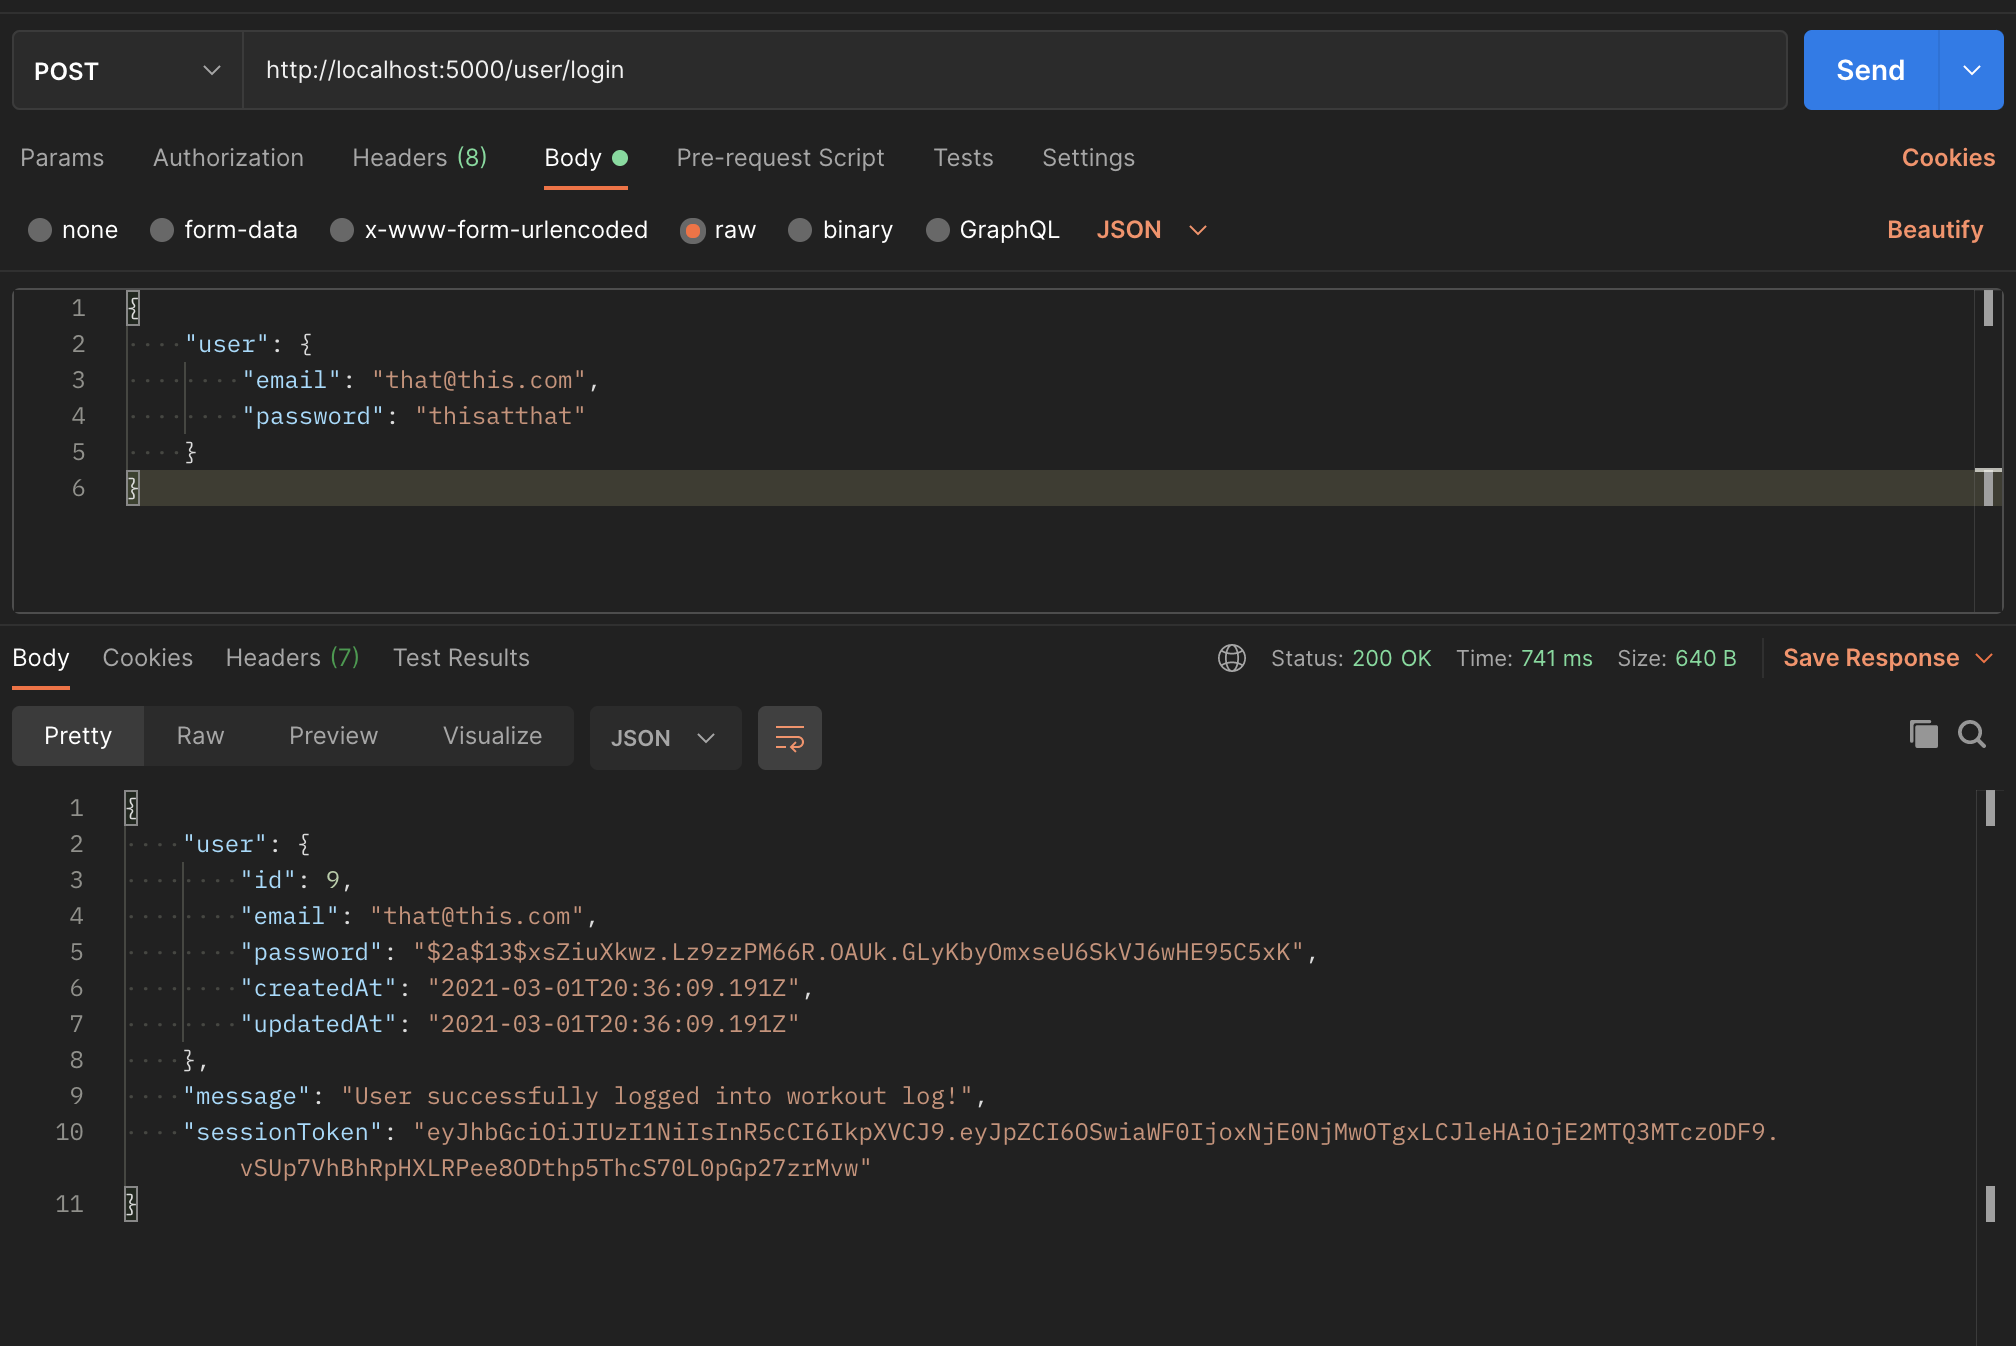 POST http://localhost:5000/user/login Send
Params Authorization Headers (8) Body Pre-request Script Tests Settings Cookies
none form-data x-www-form-urlencoded raw binary GraphQL JSON Beautify
1 {
2 "user": {
3 "email": "that@this.com",
4 "password": "thisatthat"
5 }
6 }
Body Cookies Headers (7) Test Results Status: 200 OK Time: 741 ms Size: 640 B Save Response
Pretty Raw Preview Visualize JSON
1 {
2 "user": {
3 "id": 9,
4 "email": "that@this.com",
5 "password": "$2a$13$xsZiuXkwz.Lz9zzPM66R.OAUk.GLyKbyOmxseU6SkVJ6wHE95C5xK",
6 "createdAt": "2021-03-01T20:36:09.191Z",
7 "updatedAt": "2021-03-01T20:36:09.191Z"
8 },
9 "message": "User successfully logged into workout log!",
10 "sessionToken": "eyJhbGciOiJIUzI1NiIsInR5cCI6IkpXVCJ9.eyJpZCI6OSwiaWF0IjoxNjE0NjMwOTgxLCJleHAiOjE2MTQ3MTczODF9.
vSUp7VhBhRpHXLRPee8ODthp5ThcS70L0pGp27zrMvw"
11 }